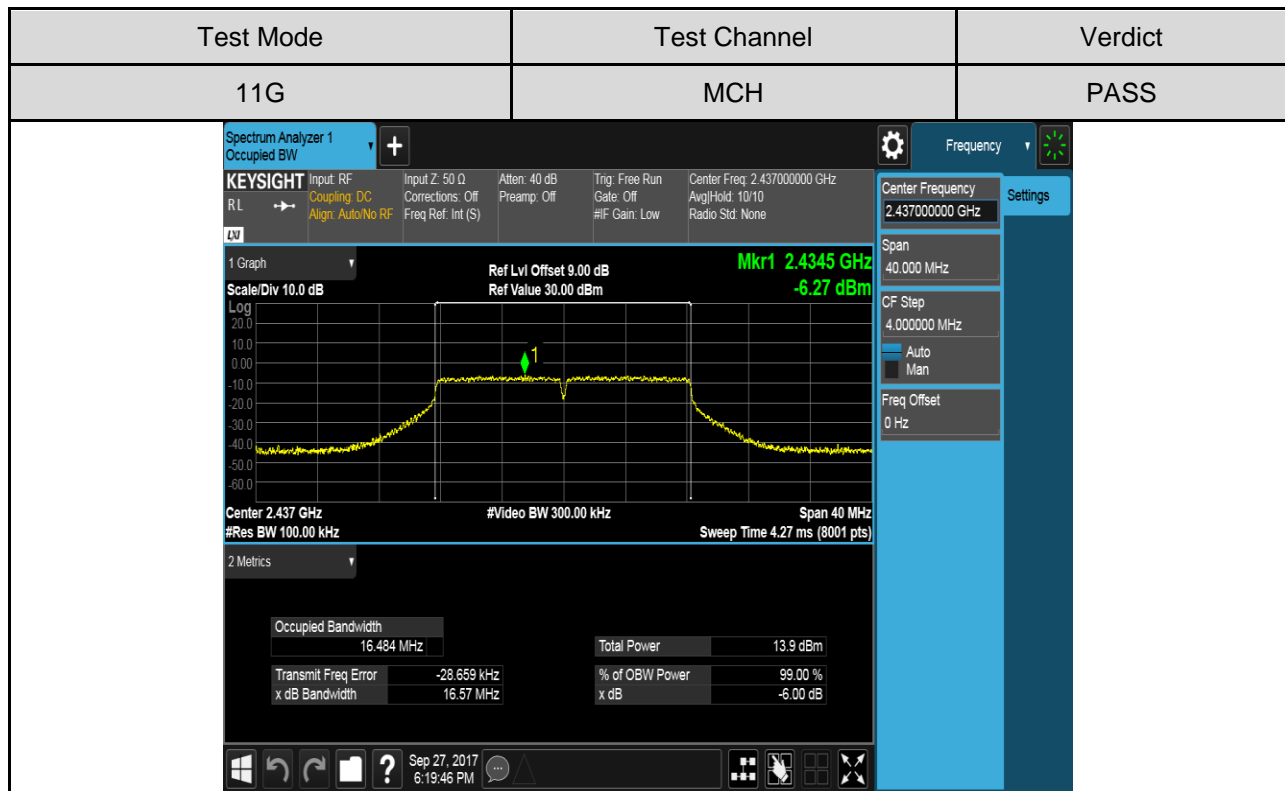 Test Mode Test Channel Verdict
11G MCH PASS
Spectrum Analyzer 1
Occupied BW
+
Frequency
KEYSIGHT Input: RF Input Z: 50 Ω Atten: 40 dB Trig: Free Run Center Freq: 2.437000000 GHz
RL Coupling: DC Corrections: Off Preamp: Off Gate: Off Avg|Hold: 10/10
Align: Auto/No RF Freq Ref: Int (S) #IF Gain: Low Radio Std: None
LXI
Center Frequency
2.437000000 GHz
Settings
Span
40.000 MHz
CF Step
4.000000 MHz
Auto
Man
Freq Offset
0 Hz
1 Graph
Ref Lvl Offset 9.00 dB
Mkr1 2.4345 GHz
Scale/Div 10.0 dB
Ref Value 30.00 dBm
-6.27 dBm
Log
20.0
10.0
0.00
-10.0
-20.0
-30.0
-40.0
-50.0
-60.0
1
Center 2.437 GHz #Video BW 300.00 kHz Span 40 MHz
#Res BW 100.00 kHz Sweep Time 4.27 ms (8001 pts)
2 Metrics
Occupied Bandwidth
16.484 MHz
Total Power 13.9 dBm
Transmit Freq Error -28.659 kHz % of OBW Power 99.00 %
x dB Bandwidth 16.57 MHz x dB -6.00 dB
?
Sep 27, 2017
6:19:46 PM